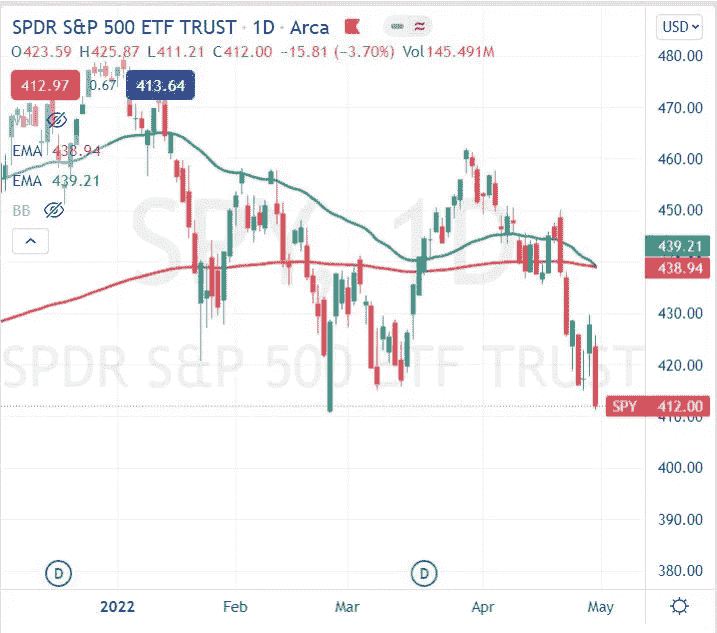 SPDR S&P 500 ETF TRUST · 1D · Arca
USD
O423.59 H425.87 L411.21 C412.00 -15.81 (-3.70%) Vol145.491M
412.97 0.67 413.64
Vol
EMA 438.94
EMA 439.21
BB
480.00
470.00
460.00
450.00
439.21
438.94
430.00
420.00
SPY 412.00
410.00
400.00
390.00
380.00
SPY, 1D
SPDR S&P 500 ETF TRUST
D
D
2022 Feb Mar Apr May